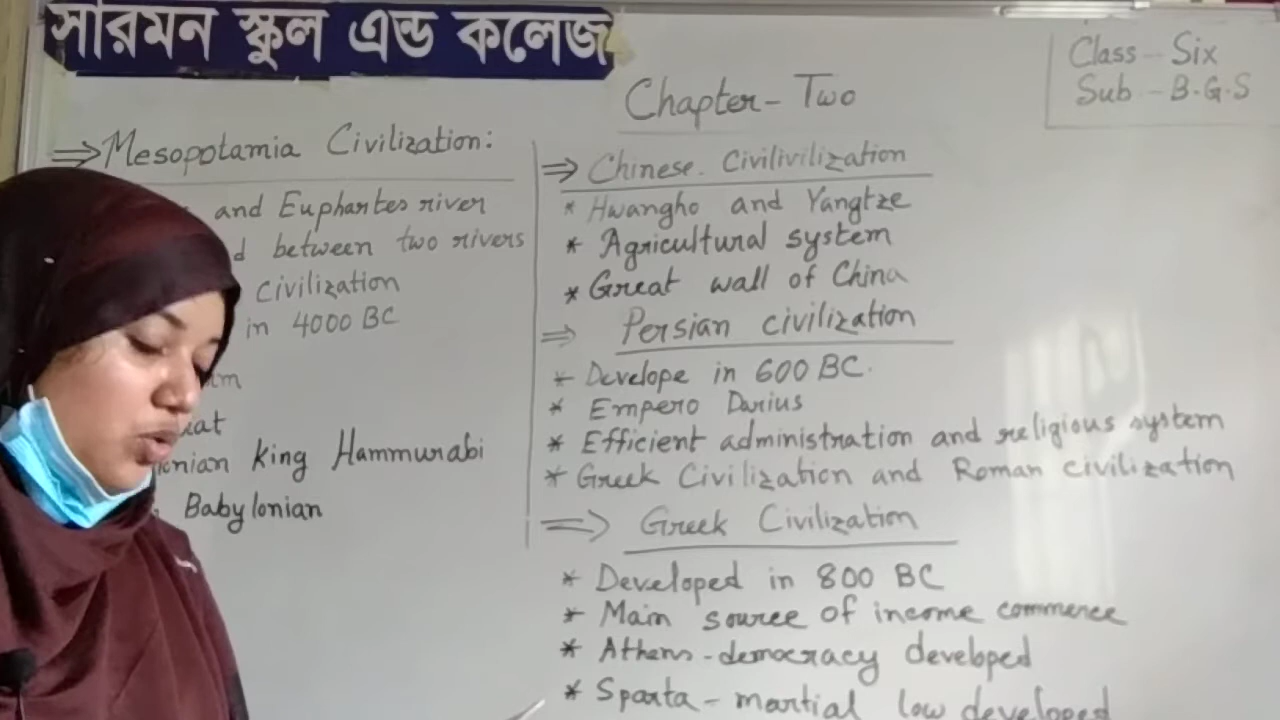 সারমন স্কুল এন্ড কলেজ
Class - Six
Sub - B.G.S
Chapter - Two
⇒ Mesopotamia Civilization:
and Euphartes river
between two rivers
civilization
in 4000 BC
king Hammurabi
Babylonian
⇒ Chinese. Civilivilization
* Hwangho and Yangtze
* Agricultural system
* Great wall of China
⇒ Persian civilization
* Develope in 600 BC.
* Empero Darius
* Efficient administration and religious system
* Greek Civilization and Roman civilization
⇒ Greek Civilization
* Developed in 800 BC
* Main source of income commerce
* Athens - democracy developed
* Sparta - martial low developed